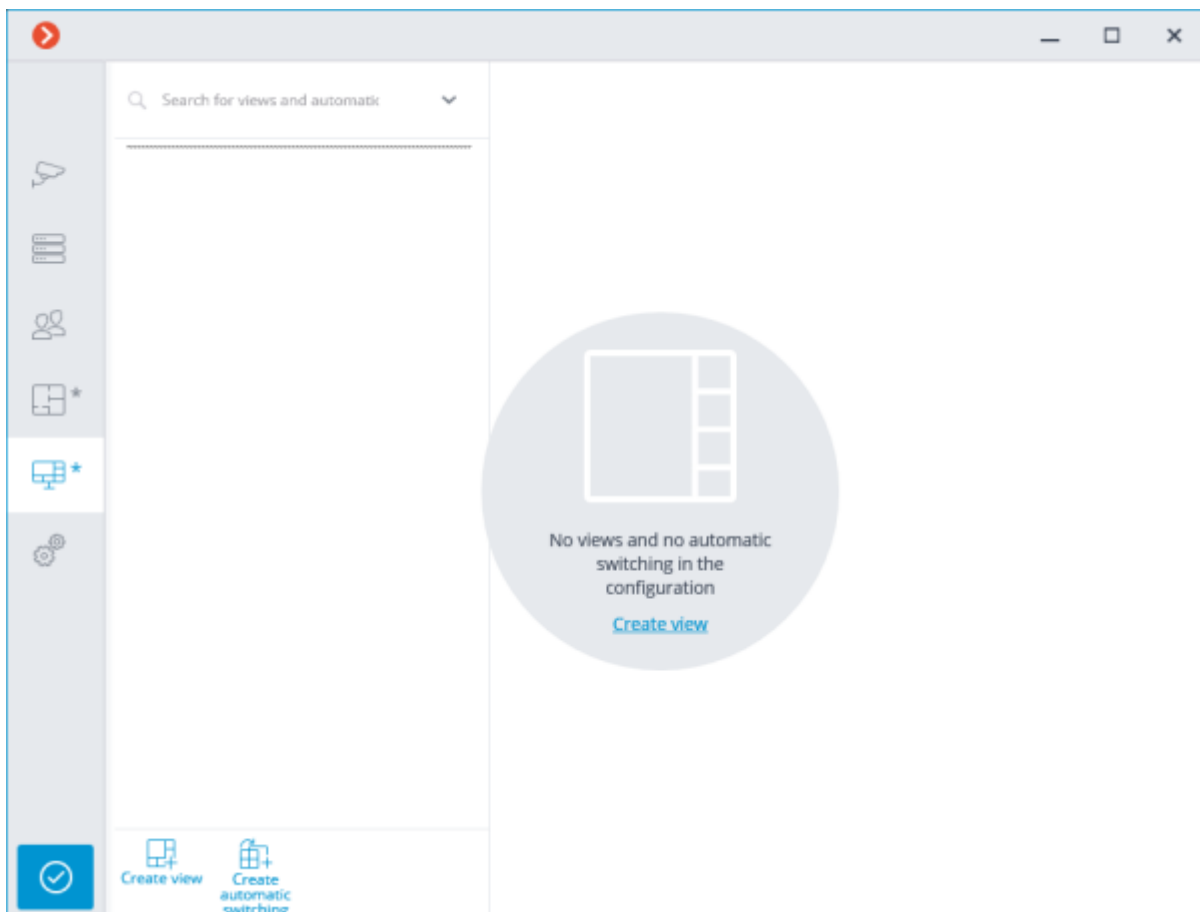 Search for views and automatic
No views and no automatic
switching in the
configuration
Create view
Create view
Create
automatic
switching